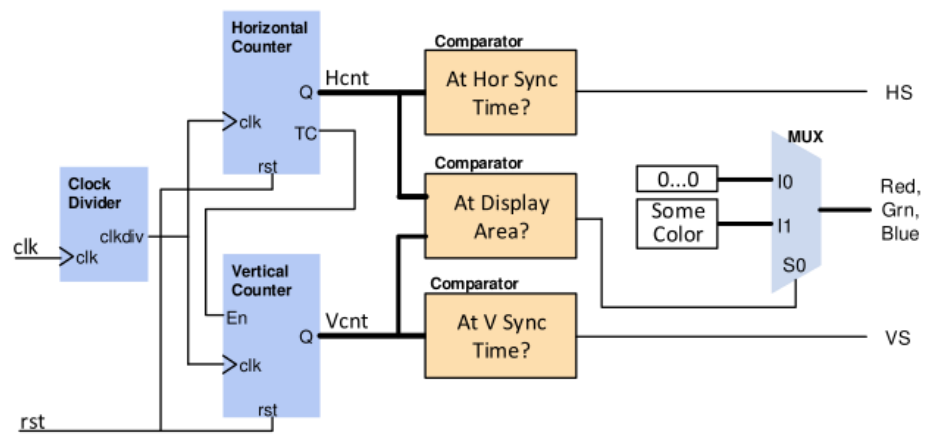 Horizontal
Counter
Q
clk
TC
rst
Hcnt
Comparator
At Hor Sync
Time?
HS
Clock
Divider
clkdiv
clk
clk
Comparator
At Display
Area?
0...0
Some
Color
MUX
I0
I1
S0
Red,
Grn,
Blue
Vertical
Counter
En
Q
clk
rst
Vcnt
Comparator
At V Sync
Time?
VS
rst